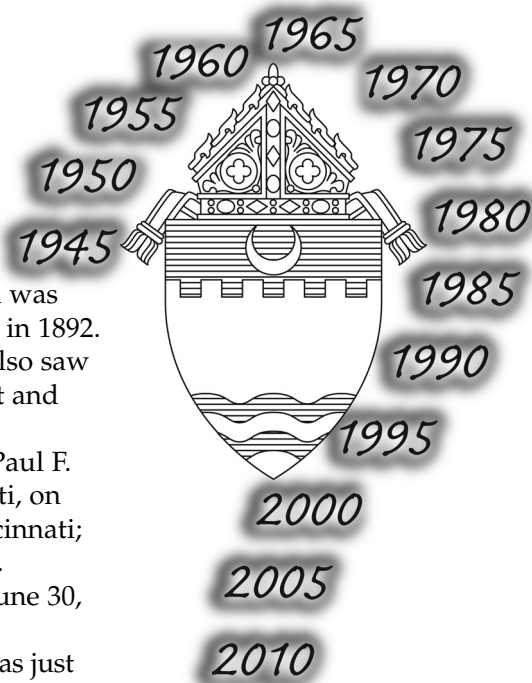 1945
1950
1955
1960
1965
1970
1975
1980
1985
1990
1995
2000
2005
2010
was
in 1892.
lso saw
t and
Paul F.
ti, on
cinnati;
.
une 30,
as just